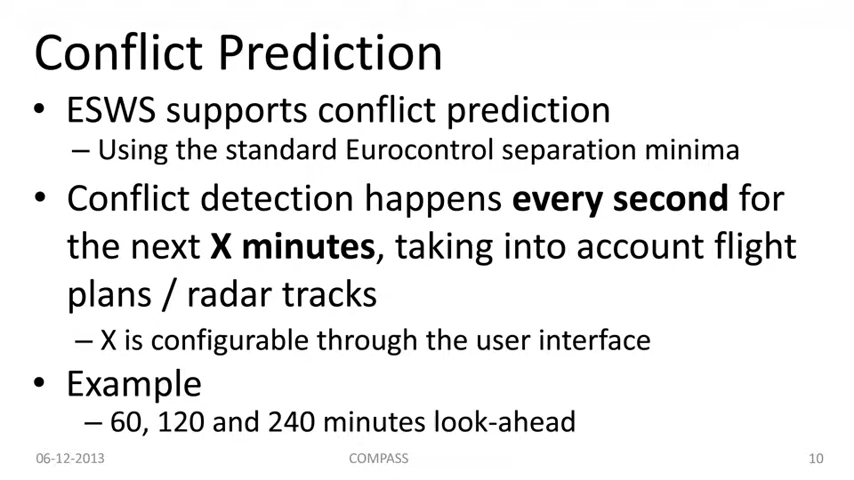 Conflict Prediction
• ESWS supports conflict prediction
– Using the standard Eurocontrol separation minima
• Conflict detection happens every second for
the next X minutes, taking into account flight
plans / radar tracks
– X is configurable through the user interface
• Example
– 60, 120 and 240 minutes look-ahead
06-12-2013 COMPASS 10